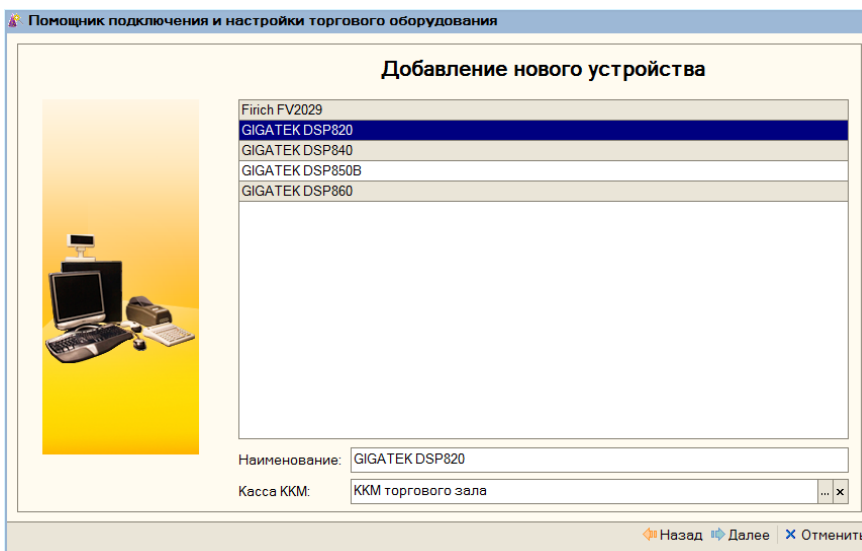 Помощник подключения и настройки торгового оборудования
Добавление нового устройства
Firich FV2029
GIGATEK DSP820
GIGATEK DSP840
GIGATEK DSP850B
GIGATEK DSP860
Наименование: GIGATEK DSP820
Касса ККМ: ККМ торгового зала ... x
Назад Далее X Отменить